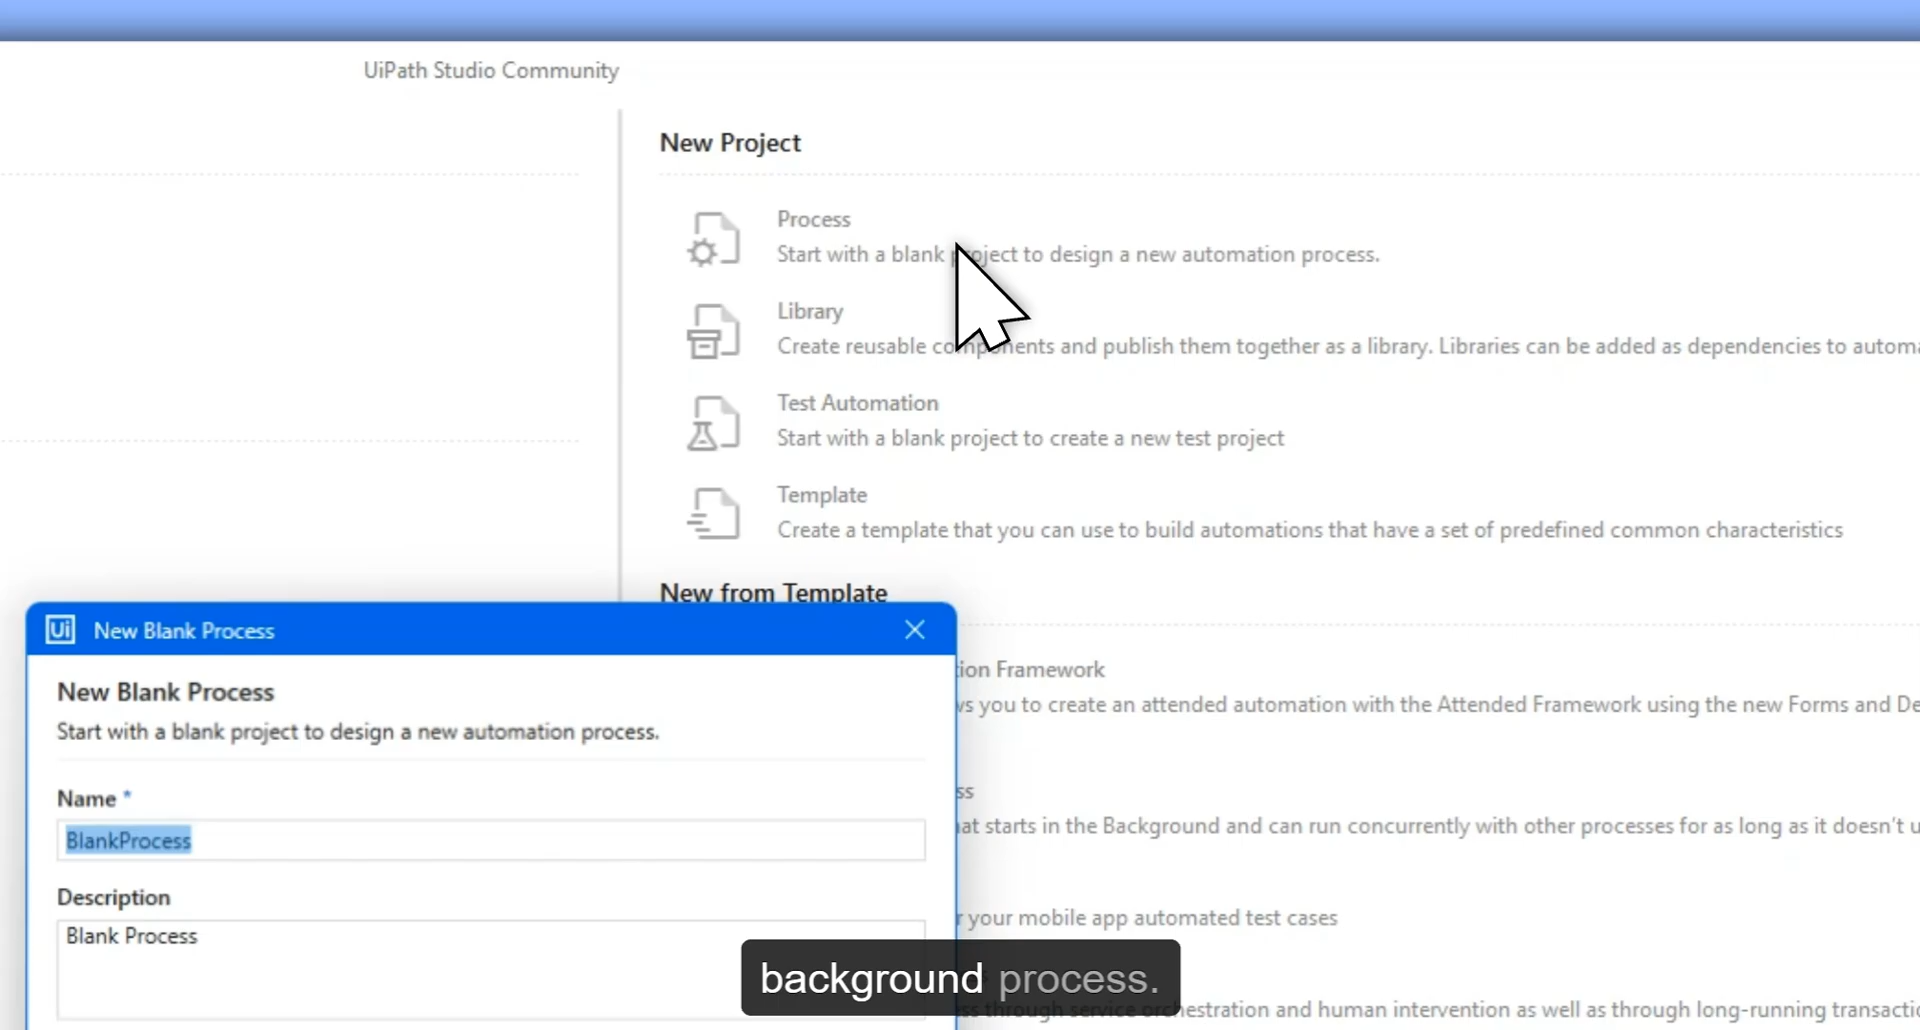 UiPath Studio Community
New Project
Process
Start with a blank project to design a new automation process.
Library
Create reusable components and publish them together as a library. Libraries can be added as dependencies to
Test Automation
Start with a blank project to create a new test project
Template
Create a template that you can use to build automations that have a set of predefined common characteristics
New from Template
Ui New Blank Process
New Blank Process
Start with a blank project to design a new automation process.
Name *
BlankProcess
Description
Blank Process
Framework
you to create an attended automation with the Attended Framework using the new Forms and
starts in the Background and can run concurrently with other processes for as long as it doesn't
your mobile app automated test cases
through service orchestration and human intervention as well as through long-running
background process.